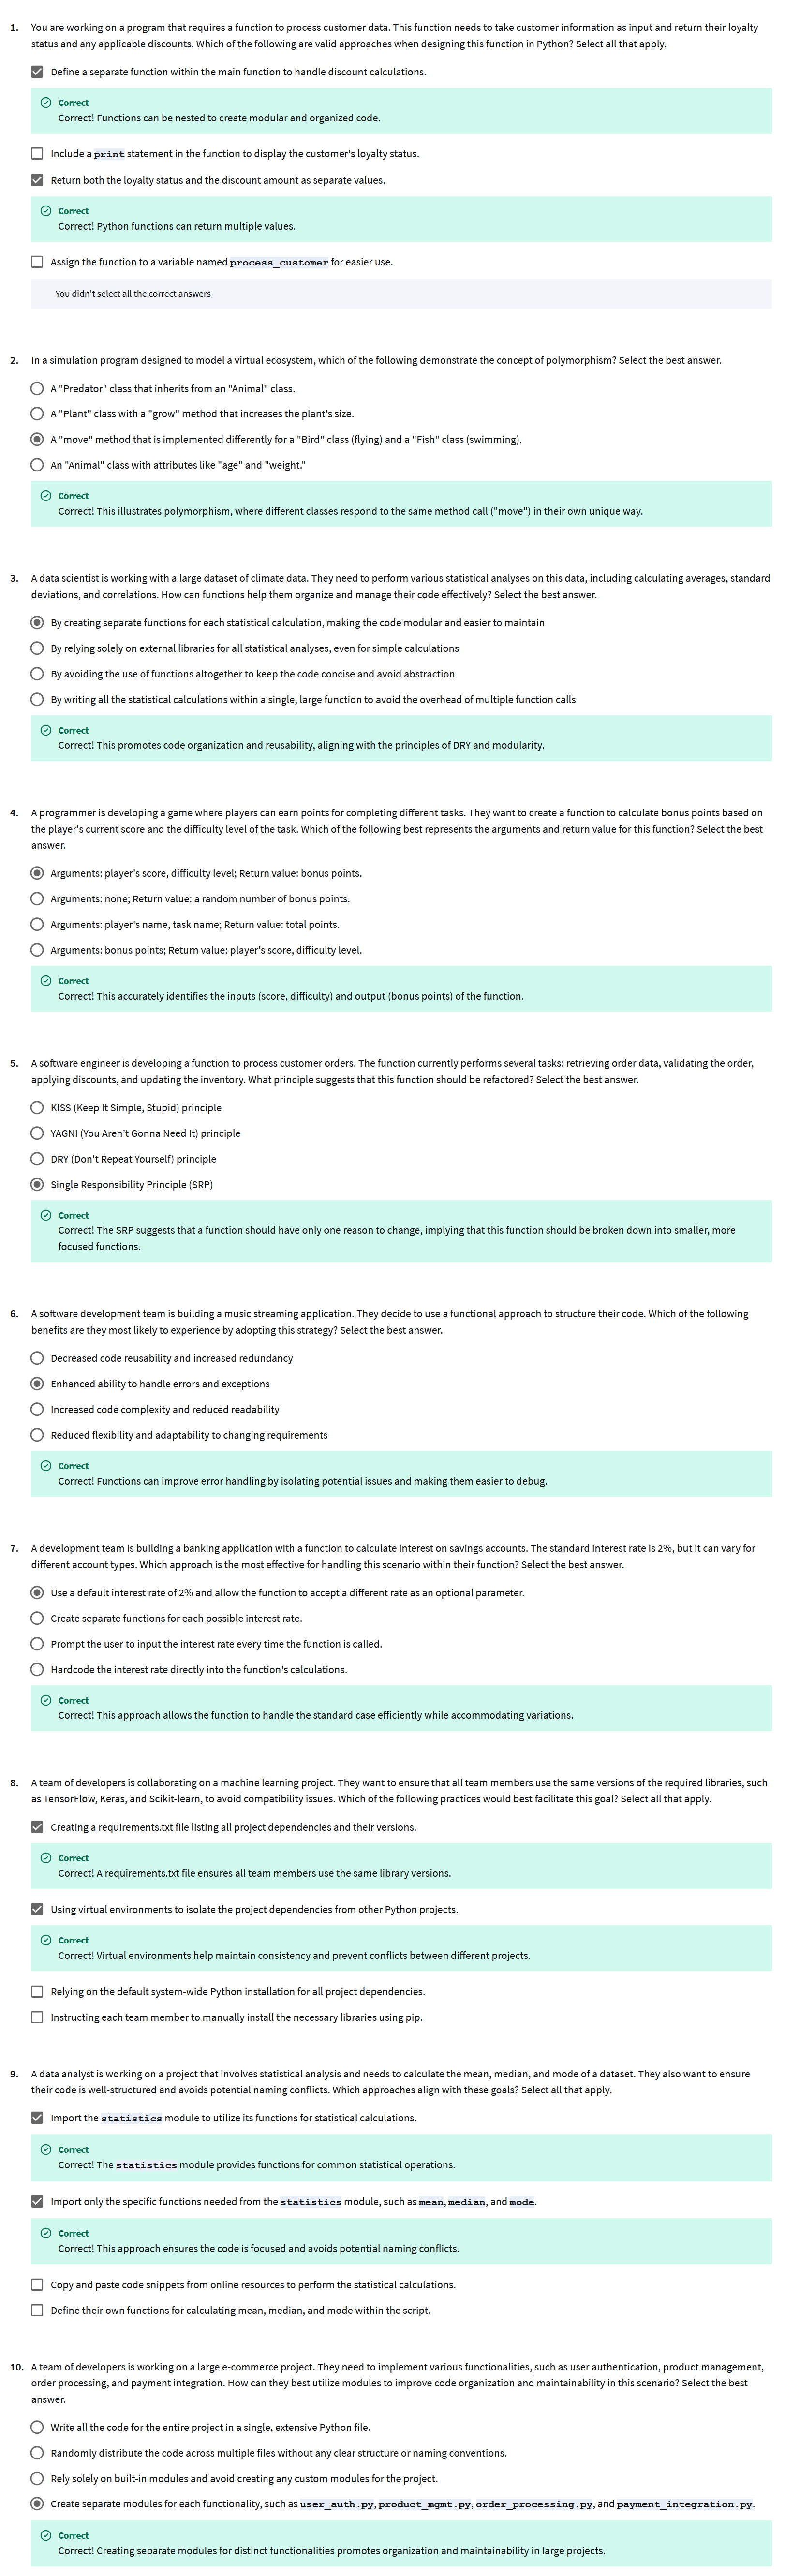 1. You are working on a program that requires a function to process customer data. This function needs to take customer information as input and return their loyalty
status and any applicable discounts. Which of the following are valid approaches when designing this function in Python? Select all that apply.
Define a separate function within the main function to handle discount calculations.
Correct
Correct! Functions can be nested to create modular and organized code.
Include a print statement in the function to display the customer's loyalty status.
Return both the loyalty status and the discount amount as separate values.
Correct
Correct! Python functions can return multiple values.
Assign the function to a variable named process_customer for easier use.
You didn't select all the correct answers
2. In a simulation program designed to model a virtual ecosystem, which of the following demonstrate the concept of polymorphism? Select the best answer.
A "Predator" class that inherits from an "Animal" class.
A "Plant" class with a "grow" method that increases the plant's size.
A "move" method that is implemented differently for a "Bird" class (flying) and a "Fish" class (swimming).
An "Animal" class with attributes like "age" and "weight."
Correct
Correct! This illustrates polymorphism, where different classes respond to the same method call ("move") in their own unique way.
3. A data scientist is working with a large dataset of climate data. They need to perform various statistical analyses on this data, including calculating averages, standard
deviations, and correlations. How can functions help them organize and manage their code effectively? Select the best answer.
By creating separate functions for each statistical calculation, making the code modular and easier to maintain
By relying solely on external libraries for all statistical analyses, even for simple calculations
By avoiding the use of functions altogether to keep the code concise and avoid abstraction
By writing all the statistical calculations within a single, large function to avoid the overhead of multiple function calls
Correct
Correct! This promotes code organization and reusability, aligning with the principles of DRY and modularity.
4. A programmer is developing a game where players can earn points for completing different tasks. They want to create a function to calculate bonus points based on
the player's current score and the difficulty level of the task. Which of the following best represents the arguments and return value for this function? Select the best
answer.
Arguments: player's score, difficulty level; Return value: bonus points.
Arguments: none; Return value: a random number of bonus points.
Arguments: player's name, task name; Return value: total points.
Arguments: bonus points; Return value: player's score, difficulty level.
Correct
Correct! This accurately identifies the inputs (score, difficulty) and output (bonus points) of the function.
5. A software engineer is developing a function to process customer orders. The function currently performs several tasks: retrieving order data, validating the order,
applying discounts, and updating the inventory. What principle suggests that this function should be refactored? Select the best answer.
KISS (Keep It Simple, Stupid) principle
YAGNI (You Aren't Gonna Need It) principle
DRY (Don't Repeat Yourself) principle
Single Responsibility Principle (SRP)
Correct
Correct! The SRP suggests that a function should have only one reason to change, implying that this function should be broken down into smaller, more
focused functions.
6. A software development team is building a music streaming application. They decide to use a functional approach to structure their code. Which of the following
benefits are they most likely to experience by adopting this strategy? Select the best answer.
Decreased code reusability and increased redundancy
Enhanced ability to handle errors and exceptions
Increased code complexity and reduced readability
Reduced flexibility and adaptability to changing requirements
Correct
Correct! Functions can improve error handling by isolating potential issues and making them easier to debug.
7. A development team is building a banking application with a function to calculate interest on savings accounts. The standard interest rate is 2%, but it can vary for
different account types. Which approach is the most effective for handling this scenario within their function? Select the best answer.
Use a default interest rate of 2% and allow the function to accept a different rate as an optional parameter.
Create separate functions for each possible interest rate.
Prompt the user to input the interest rate every time the function is called.
Hardcode the interest rate directly into the function's calculations.
Correct
Correct! This approach allows the function to handle the standard case efficiently while accommodating variations.
8. A team of developers is collaborating on a machine learning project. They want to ensure that all team members use the same versions of the required libraries, such
as TensorFlow, Keras, and Scikit-learn, to avoid compatibility issues. Which of the following practices would best facilitate this goal? Select all that apply.
Creating a requirements.txt file listing all project dependencies and their versions.
Correct
Correct! A requirements.txt file ensures all team members use the same library versions.
Using virtual environments to isolate the project dependencies from other Python projects.
Correct
Correct! Virtual environments help maintain consistency and prevent conflicts between different projects.
Relying on the default system-wide Python installation for all project dependencies.
Instructing each team member to manually install the necessary libraries using pip.
9. A data analyst is working on a project that involves statistical analysis and needs to calculate the mean, median, and mode of a dataset. They also want to ensure
their code is well-structured and avoids potential naming conflicts. Which approaches align with these goals? Select all that apply.
Import the statistics module to utilize its functions for statistical calculations.
Correct
Correct! The statistics module provides functions for common statistical operations.
Import only the specific functions needed from the statistics module, such as mean, median, and mode.
Correct
Correct! This approach ensures the code is focused and avoids potential naming conflicts.
Copy and paste code snippets from online resources to perform the statistical calculations.
Define their own functions for calculating mean, median, and mode within the script.
10. A team of developers is working on a large e-commerce project. They need to implement various functionalities, such as user authentication, product management,
order processing, and payment integration. How can they best utilize modules to improve code organization and maintainability in this scenario? Select the best
answer.
Write all the code for the entire project in a single, extensive Python file.
Randomly distribute the code across multiple files without any clear structure or naming conventions.
Rely solely on built-in modules and avoid creating any custom modules for the project.
Create separate modules for each functionality, such as user_auth.py, product_mgmt.py, order_processing.py, and payment_integration.py.
Correct
Correct! Creating separate modules for distinct functionalities promotes organization and maintainability in large projects.